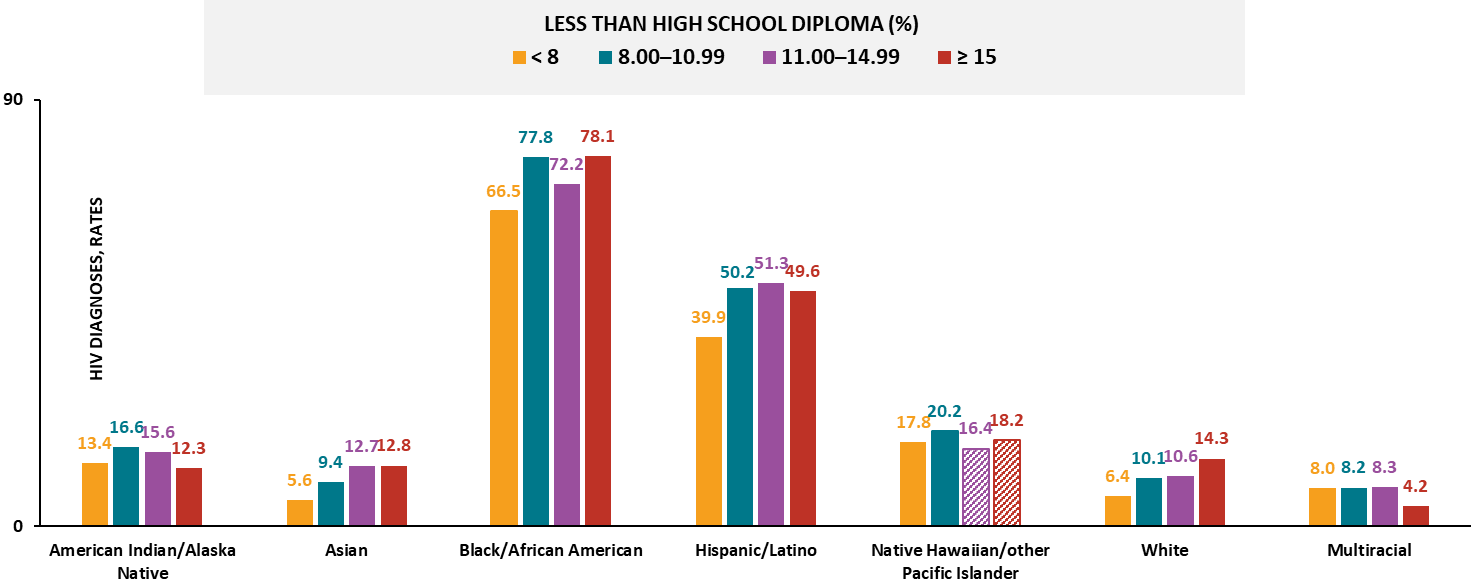 LESS THAN HIGH SCHOOL DIPLOMA (%)
< 8 8.00–10.99 11.00–14.99 ≥ 15
90
HIV DIAGNOSES, RATES
0
13.4 16.6 15.6 12.3
5.6 9.4 12.7 12.8
66.5 77.8 72.2 78.1
39.9 50.2 51.3 49.6
17.8 20.2 16.4 18.2
6.4 10.1 10.6 14.3
8.0 8.2 8.3 4.2
American Indian/Alaska
Native
Asian
Black/African American
Hispanic/Latino
Native Hawaiian/other
Pacific Islander
White
Multiracial